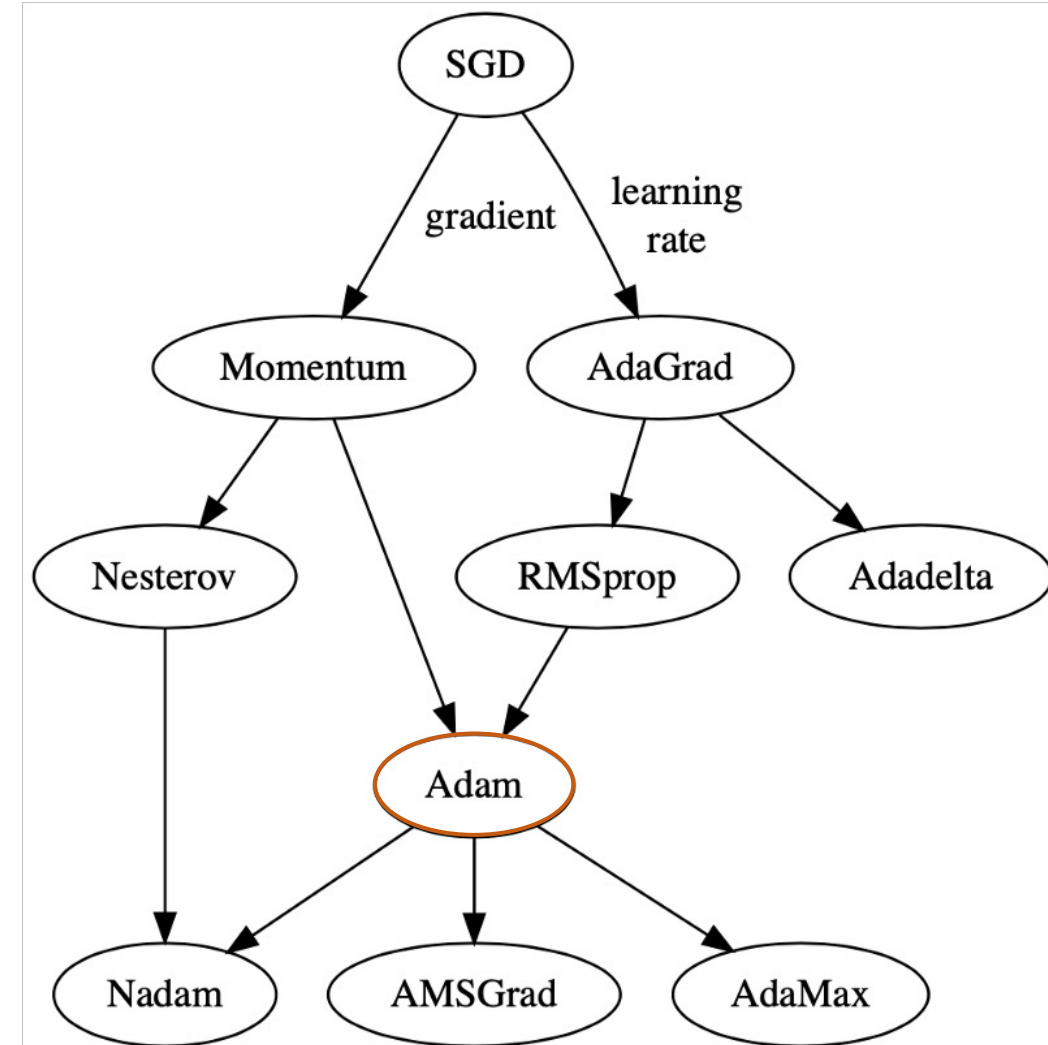 SGD
gradient
learning
rate
Momentum
AdaGrad
Nesterov
RMSprop
Adadelta
Adam
Nadam
AMSGrad
AdaMax